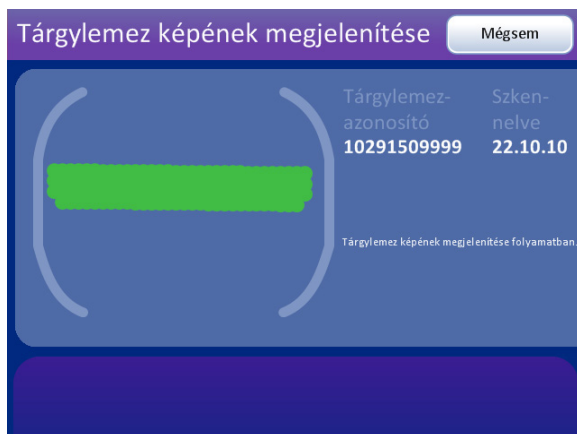 Tárgylemez képének megjelenítése
Mégsem
Tárgylemez-
azonosító
10291509999
Szken-
nelve
22.10.10
Tárgylemez képének megjelenítése folyamatban.